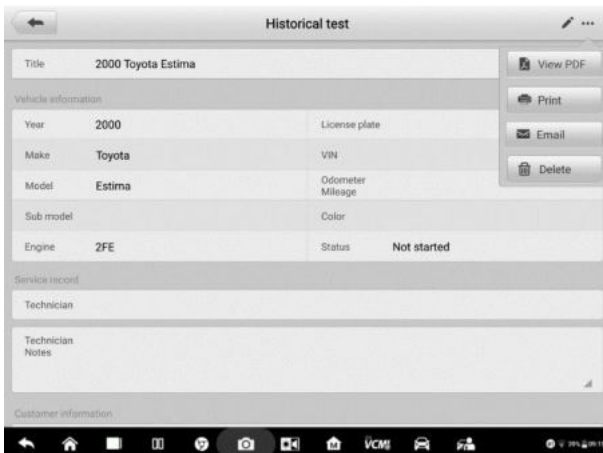 Historical test
Title 2000 Toyota Estima
View PDF
Print
Email
Delete
Vehicle information
Year 2000 License plate
Make Toyota VIN
Model Estima Odometer Mileage
Sub model Color
Engine 2FE Status Not started
Service record
Technician
Technician
Notes
Customer information
VCMI